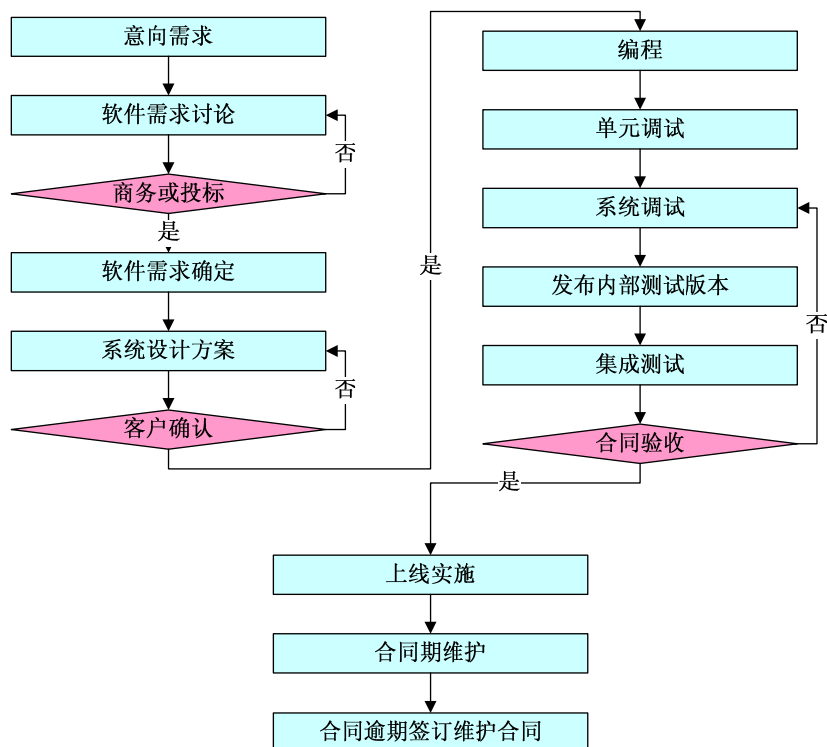 意向需求
软件需求讨论
否
商务或投标
是
软件需求确定
系统设计方案
否
客户确认
是
编程
单元调试
系统调试
发布内部测试版本
否
集成测试
合同验收
是
上线实施
合同期维护
合同逾期签订维护合同